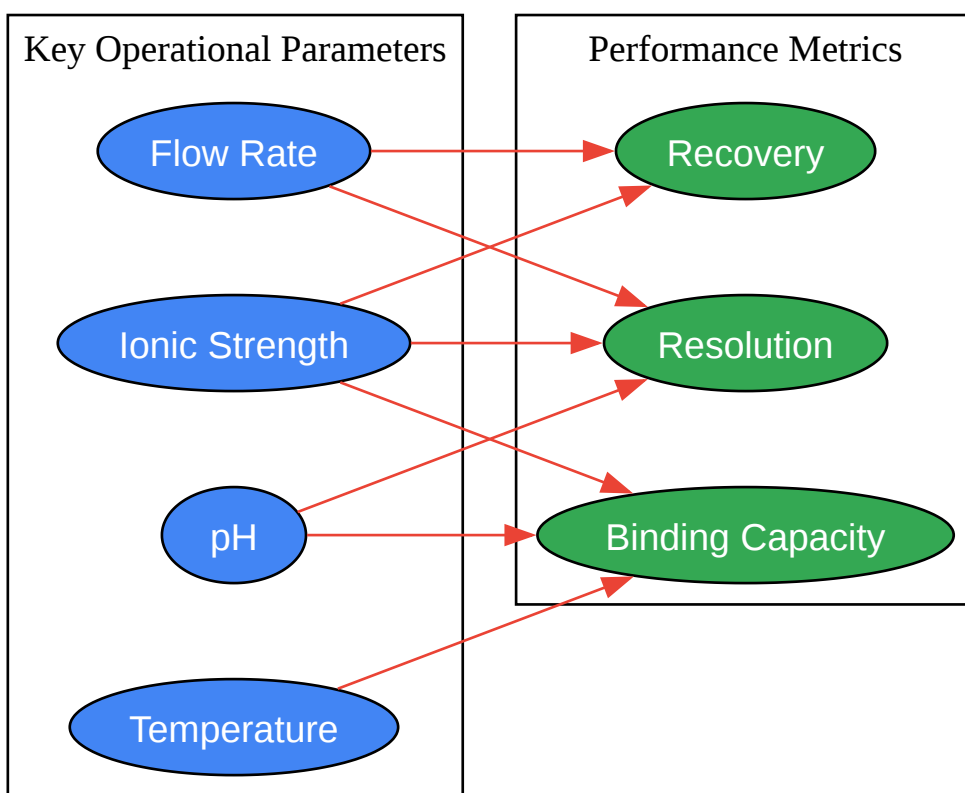 Key Operational Parameters
Flow Rate
Ionic Strength
pH
Temperature
Performance Metrics
Recovery
Resolution
Binding Capacity